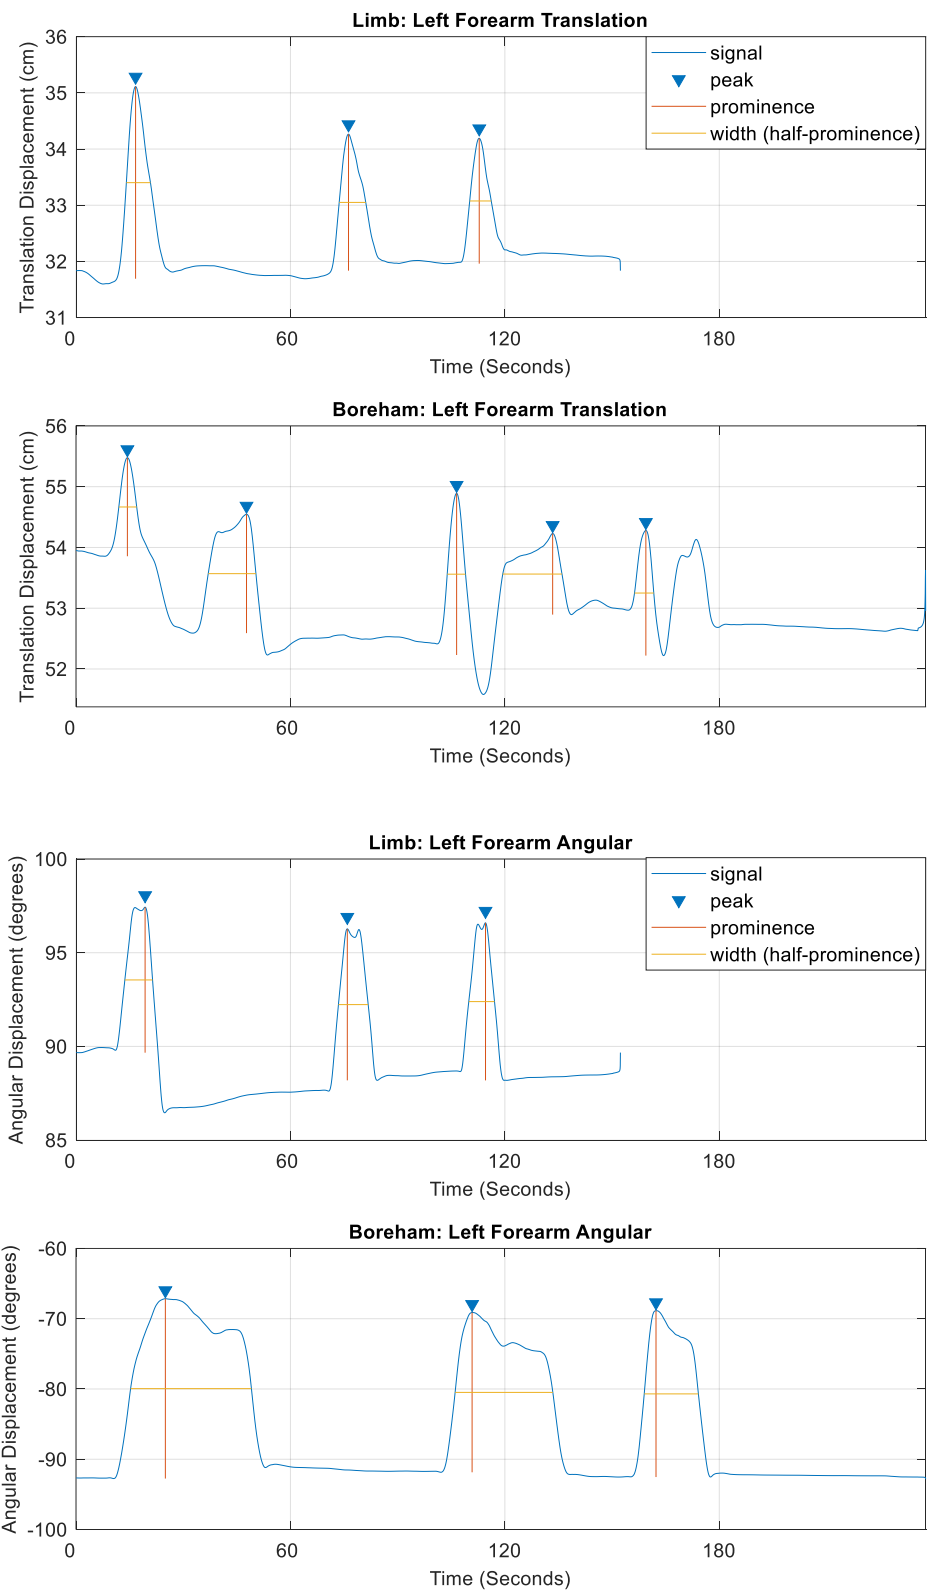 Limb: Left Forearm Translation
Translation Displacement (cm)
36
35
34
33
32
31
0 60 120 180
Time (Seconds)
signal
peak
prominence
width (half-prominence)
Boreham: Left Forearm Translation
Translation Displacement (cm)
56
55
54
53
52
0 60 120 180
Time (Seconds)
Limb: Left Forearm Angular
Angular Displacement (degrees)
100
95
90
85
0 60 120 180
Time (Seconds)
signal
peak
prominence
width (half-prominence)
Boreham: Left Forearm Angular
Angular Displacement (degrees)
-60
-70
-80
-90
-100
0 60 120 180
Time (Seconds)